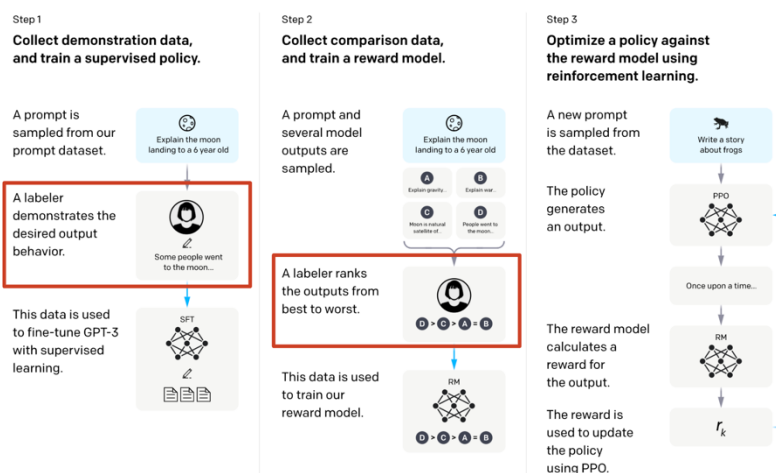 Step 1
Collect demonstration data,
and train a supervised policy.
A prompt is
sampled from our
prompt dataset.
Explain the moon
landing to a 6 year old
A labeler
demonstrates the
desired output
behavior.
Some people went
to the moon...
This data is used
to fine-tune GPT-3
with supervised
learning.
SFT
Step 2
Collect comparison data,
and train a reward model.
A prompt and
several model
outputs are
sampled.
Explain the moon
landing to a 6 year old
A
Explain gravity...
B
Explain war...
C
Moon is natural
satellite of...
D
People went to
the moon...
A labeler ranks
the outputs from
best to worst.
D > C > A = B
This data is used
to train our
reward model.
RM
D > C > A = B
Step 3
Optimize a policy against
the reward model using
reinforcement learning.
A new prompt
is sampled from
the dataset.
Write a story
about frogs
The policy
generates
an output.
PPO
Once upon a time...
The reward model
calculates a
reward for
the output.
RM
The reward is
used to update
the policy
using PPO.
rₖ